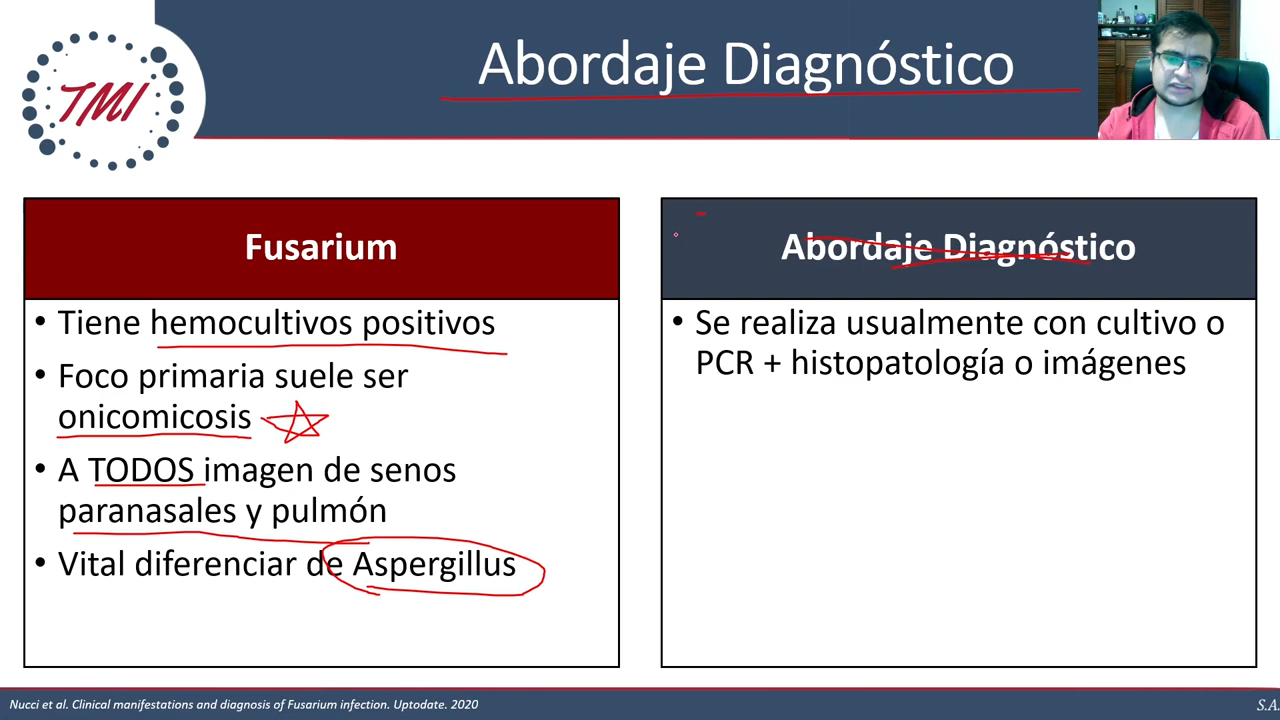 Abordaje Diagnóstico
TMI
Fusarium
• Tiene hemocultivos positivos
• Foco primaria suele ser
onicomicosis
• A TODOS imagen de senos
paranasales y pulmón
• Vital diferenciar de Aspergillus
Abordaje Diagnóstico
• Se realiza usualmente con cultivo o
PCR + histopatología o imágenes
Nucci et al. Clinical manifestations and diagnosis of Fusarium infection. Uptodate. 2020
S.A.